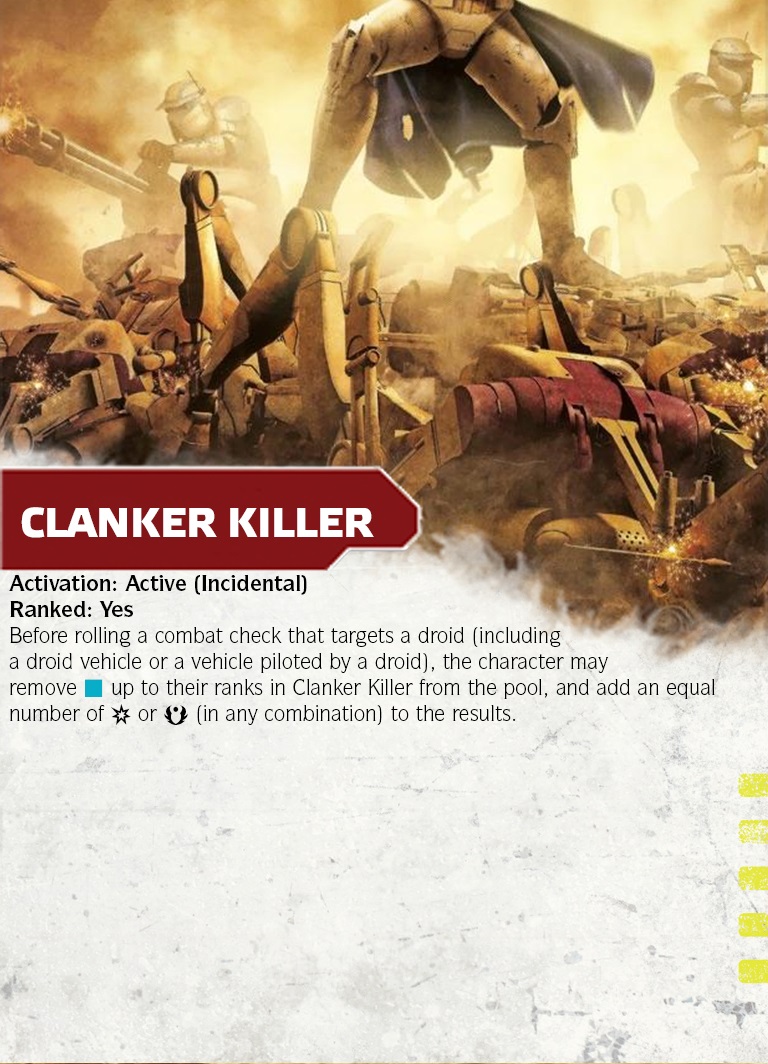 CLANKER KILLER
Activation: Active (Incidental)
Ranked: Yes
Before rolling a combat check that targets a droid (including
a droid vehicle or a vehicle piloted by a droid), the character may
remove up to their ranks in Clanker Killer from the pool, and add an equal
number of or (in any combination) to the results.